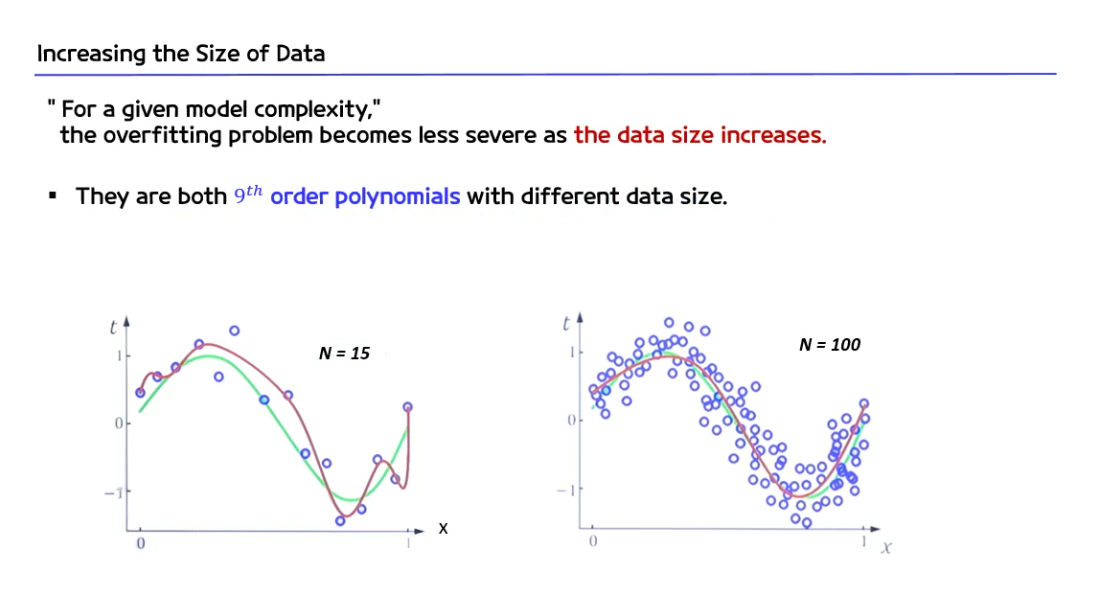 Increasing the Size of Data
" For a given model complexity,"
the overfitting problem becomes less severe as the data size increases.
▪ They are both 9th order polynomials with different data size.
t
1
0
−1
0
1
x
N = 15
t
1
0
−1
0
1
x
N = 100